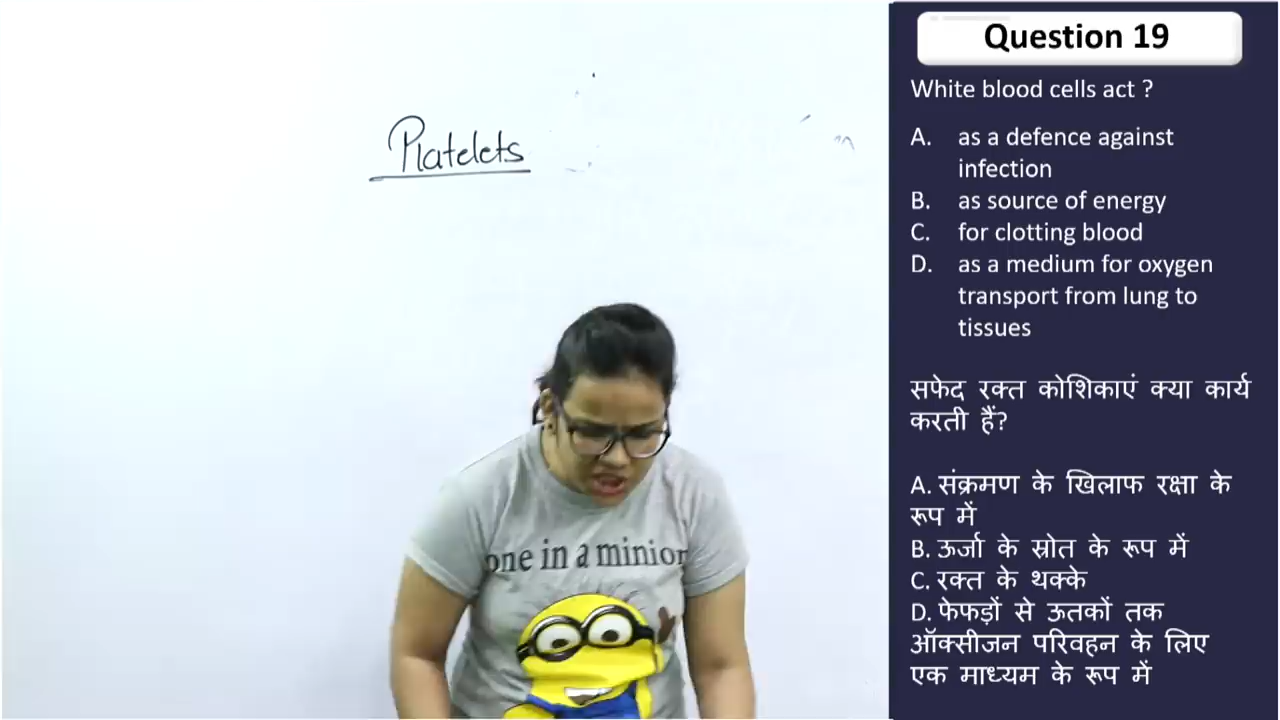 Platelets
one in a minion
Question 19
White blood cells act ?
A. as a defence against
infection
B. as source of energy
C. for clotting blood
D. as a medium for oxygen
transport from lung to
tissues
सफेद रक्त कोशिकाएं क्या कार्य
करती हैं?
A. संक्रमण के खिलाफ रक्षा के
रूप में
B. ऊर्जा के स्रोत के रूप में
C. रक्त के थक्के
D. फेफड़ों से ऊतकों तक
ऑक्सीजन परिवहन के लिए
एक माध्यम के रूप में